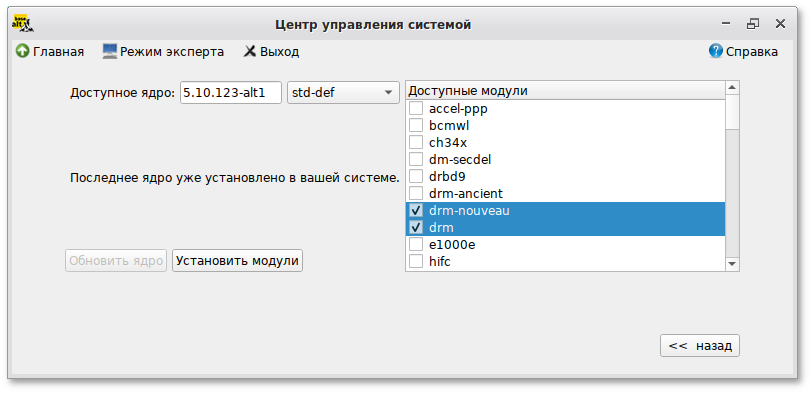 base
alt
Центр управления системой
Главная Режим эксперта Выход Справка
Доступное ядро: 5.10.123-alt1 std-def
Последнее ядро уже установлено в вашей системе.
Обновить ядро Установить модули
Доступные модули
accel-ppp
bcmwl
ch34x
dm-secdel
drbd9
drm-ancient
drm-nouveau
drm
e1000e
hifc
<< назад